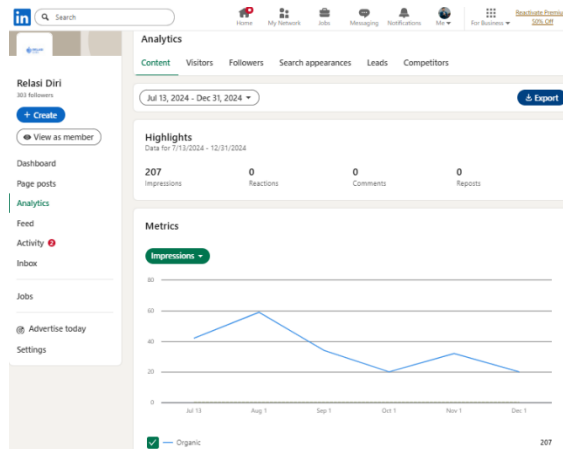 in
Search
Home
My Network
Jobs
Messaging
Notifications
Me
For Business
Reactivate Premium
50% Off
Relasi Diri
303 followers
+ Create
View as member
Dashboard
Page posts
Analytics
Feed
Activity 2
Inbox
Jobs
Advertise today
Settings
Analytics
Content Visitors Followers Search appearances Leads Competitors
Jul 13, 2024 - Dec 31, 2024
Export
Highlights
Data for 7/13/2024 - 12/31/2024
207 0 0 0
Impressions Reactions Comments Reposts
Metrics
Impressions
80
60
40
20
0
Jul 13 Aug 1 Sep 1 Oct 1 Nov 1 Dec 1
Organic 207